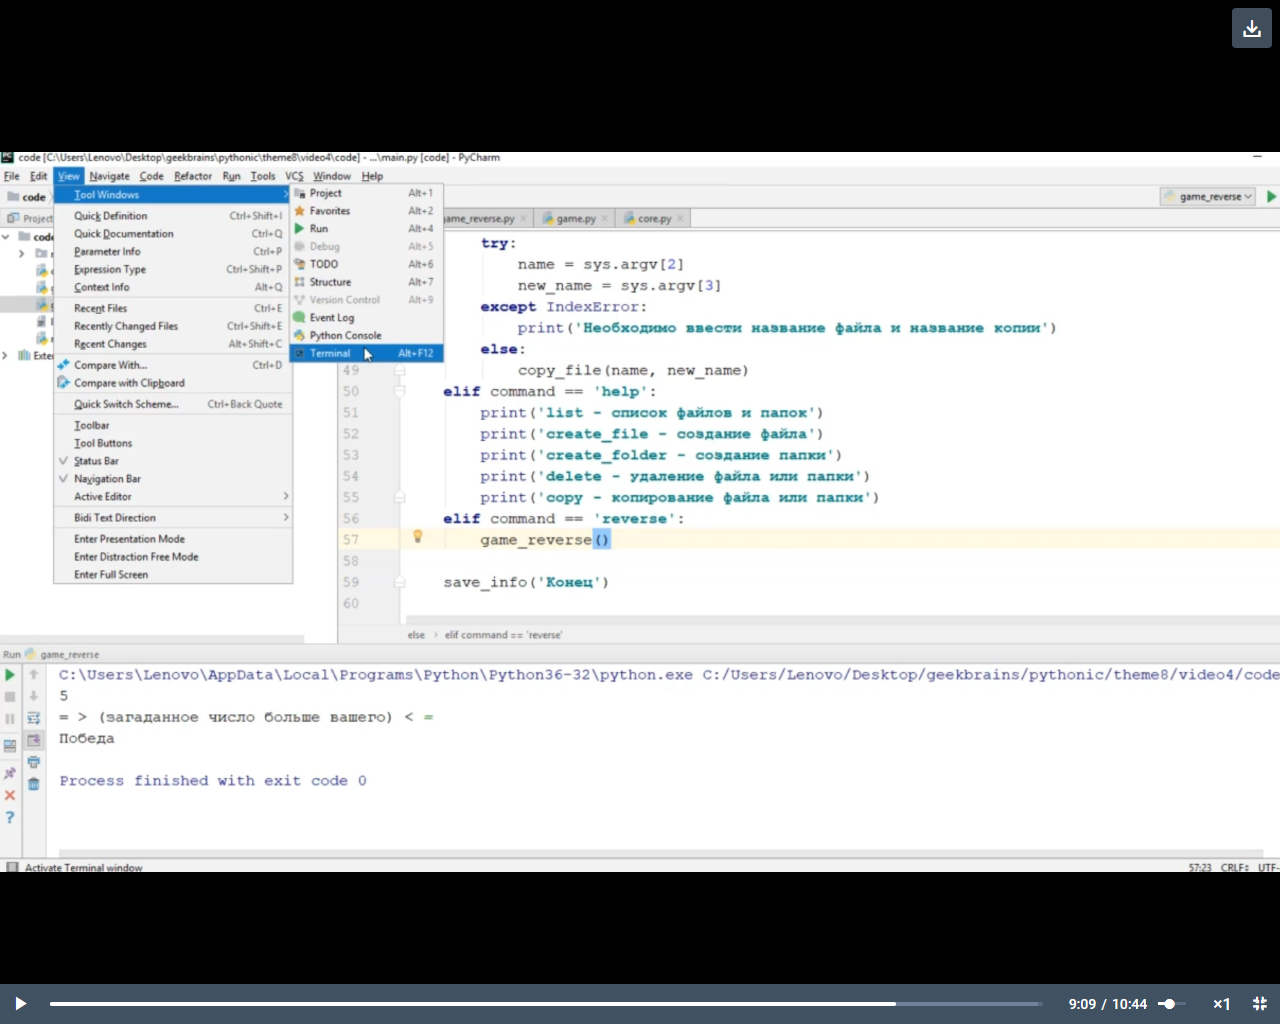 code [C:\Users\Lenovo\Desktop\geekbrains\pythonic\theme8\video4\code] - ...\main.py [code] - PyCharm
File Edit View Navigate Code Refactor Run Tools VCS Window Help
code
game_reverse
Project
game.py
core.py
code
Tool Windows
Quick Definition Ctrl+Shift+I
Quick Documentation Ctrl+Q
Parameter Info Ctrl+P
Expression Type Ctrl+Shift+P
Context Info Alt+Q
Recent Files Ctrl+E
Recently Changed Files Ctrl+Shift+E
Recent Changes Alt+Shift+C
Compare With... Ctrl+D
Compare with Clipboard
Quick Switch Scheme... Ctrl+Back Quote
Toolbar
Tool Buttons
Status Bar
Navigation Bar
Active Editor
Bidi Text Direction
Enter Presentation Mode
Enter Distraction Free Mode
Enter Full Screen
Project Alt+1
Favorites Alt+2
Run Alt+4
Debug Alt+5
TODO Alt+6
Structure Alt+7
Version Control Alt+9
Event Log
Python Console
Terminal Alt+F12
try:
name = sys.argv[2]
new_name = sys.argv[3]
except IndexError:
print('Необходимо ввести название файла и название копии')
else:
49 copy_file(name, new_name)
50 elif command == 'help':
51 print('list - список файлов и папок')
52 print('create_file - создание файла')
53 print('create_folder - создание папки')
54 print('delete - удаление файла или папки')
55 print('copy - копирование файла или папки')
56 elif command == 'reverse':
57 game_reverse()
58
59 save_info('Конец')
60
else › elif command == 'reverse'
Run game_reverse
C:\Users\Lenovo\AppData\Local\Programs\Python\Python36-32\python.exe C:/Users/Lenovo/Desktop/geekbrains/pythonic/theme8/video4/code
5
= > (загаданное число больше вашего) < =
Победа
Process finished with exit code 0
Activate Terminal window
57:23 CRLF÷ UTF-
9:09 / 10:44 ×1